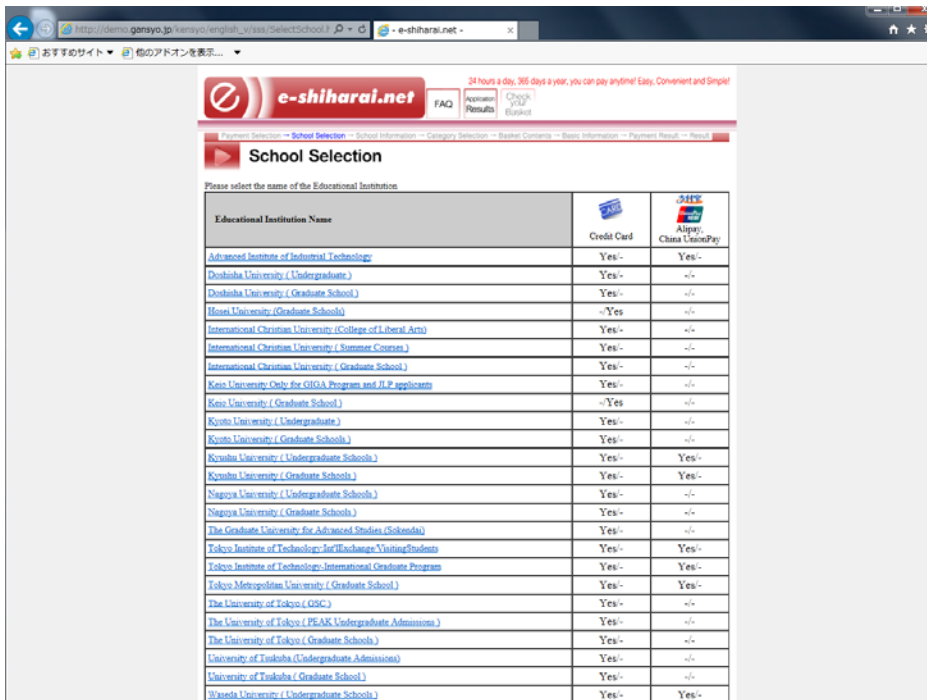 http://demo.gansyo.jp/kensyo/english_v/sss/SelectSchool.h
- e-shiharai.net -
おすすめサイト ▼ 他のアドオンを表示... ▼
24 hours a day, 365 days a year, you can pay anytime! Easy, Convenient and Simple!
e-shiharai.net
FAQ
Application
Results
Check
your
Basket
Payment Selection → School Selection → School Information → Category Selection → Basket Contents → Basic Information → Payment Result → Result
School Selection
Please select the name of the Educational Institution
Educational Institution Name
CARD
Credit Card
支付宝
Alipay,
China UnionPay
Advanced Institute of Industrial Technology Yes/- Yes/-
Doshisha University ( Undergraduate ) Yes/- -/-
Doshisha University ( Graduate School ) Yes/- -/-
Hosei University (Graduate Schools) -/Yes -/-
International Christian University (College of Liberal Arts) Yes/- -/-
International Christian University ( Summer Courses ) Yes/- -/-
International Christian University ( Graduate School ) Yes/- -/-
Keio University Only for GIGA Program and JLP applicants Yes/- -/-
Keio University ( Graduate School ) -/Yes -/-
Kyoto University ( Undergraduate ) Yes/- -/-
Kyoto University ( Graduate Schools ) Yes/- -/-
Kyushu University ( Undergraduate Schools ) Yes/- Yes/-
Kyushu University ( Graduate Schools ) Yes/- Yes/-
Nagoya University ( Undergraduate Schools ) Yes/- -/-
Nagoya University ( Graduate Schools ) Yes/- -/-
The Graduate University for Advanced Studies (Sokendai) Yes/- -/-
Tokyo Institute of Technology:Int'lExchange/VisitingStudents Yes/- Yes/-
Tokyo Institute of Technology-International Graduate Program Yes/- Yes/-
Tokyo Metropolitan University ( Graduate School ) Yes/- Yes/-
The University of Tokyo ( GSC ) Yes/- -/-
The University of Tokyo ( PEAK Undergraduate Admissions ) Yes/- -/-
The University of Tokyo ( Graduate Schools ) Yes/- -/-
University of Tsukuba (Undergraduate Admissions) Yes/- -/-
University of Tsukuba ( Graduate School ) Yes/- -/-
Waseda University ( Undergraduate Schools ) Yes/- Yes/-